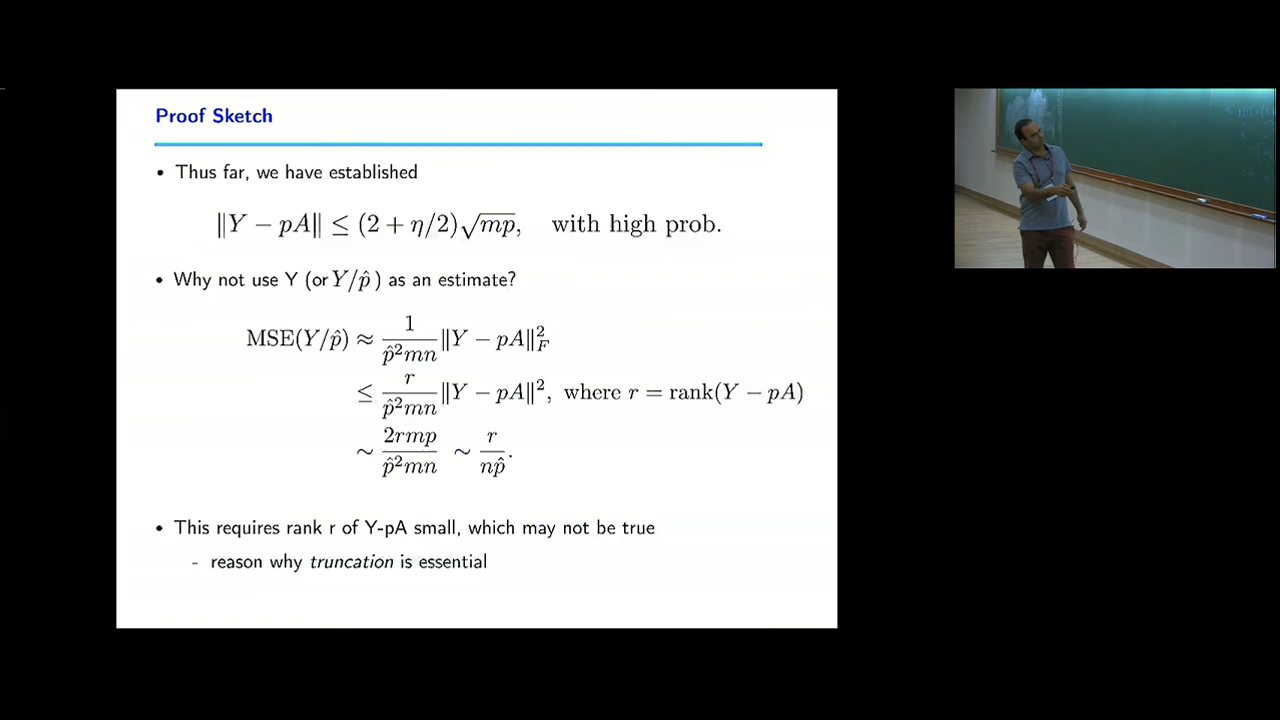 Proof Sketch
• Thus far, we have established
‖Y − pA‖ ≤ (2 + η/2)√mp, with high prob.
• Why not use Y (or Y/p̂ ) as an estimate?
MSE(Y/p̂) ≈ 1/(p̂²mn) ‖Y − pA‖²_F
≤ r/(p̂²mn) ‖Y − pA‖², where r = rank(Y − pA)
∼ 2rmp/(p̂²mn) ∼ r/(np̂).
• This requires rank r of Y-pA small, which may not be true
- reason why truncation is essential